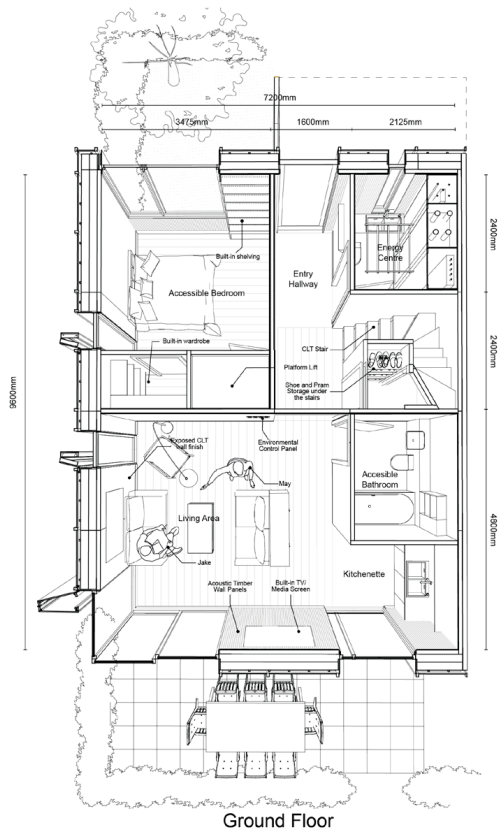 7200mm
3475mm
1600mm
2125mm
2400mm
Built-in shelving
Energy
Centre
Entry
Hallway
Accessible Bedroom
Built-in wardrobe
CLT Stair
2400mm
Platform Lift
Shoe and Pram
Storage under
the stairs
9600mm
Exposed CLT
wall finish
Environmental
Control Panel
May
Accesible
Bathroom
Living Area
4800mm
Jake
Kitchenette
Acoustic Timber
Wall Panels
Built-in TV/
Media Screen
Ground Floor